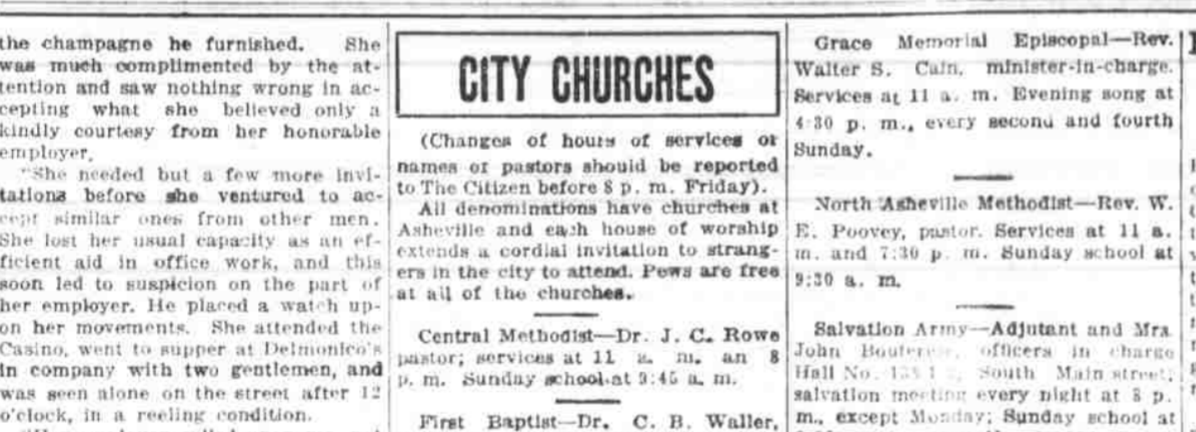 the champagne he furnished. She
was much complimented by the at-
tention and saw nothing wrong in ac-
cepting what she believed only a
kindly courtesy from her honorable
employer.
"She needed but a few more invi-
tations before she ventured to ac-
cept similar ones from other men.
She lost her usual capacity as an ef-
ficient aid in office work, and this
soon led to suspicion on the part of
her employer. He placed a watch up-
on her movements. She attended the
Casino, went to supper at Delmonico's
in company with two gentlemen, and
was seen alone on the street after 12
o'clock, in a reeling condition.
CITY CHURCHES
(Changes of hours of services or
names or pastors should be reported
to The Citizen before 8 p. m. Friday).
All denominations have churches at
Asheville and each house of worship
extends a cordial invitation to strang-
ers in the city to attend. Pews are free
at all of the churches.
Central Methodist—Dr. J. C. Rowe
pastor; services at 11 a. m. an 8
p. m. Sunday school at 9:45 a. m.
First Baptist—Dr. C. B. Waller,
Grace Memorial Episcopal—Rev.
Walter S. Cain, minister-in-charge.
Services at 11 a. m. Evening song at
4:30 p. m., every second and fourth
Sunday.
North Asheville Methodist—Rev. W.
E. Poovey, pastor. Services at 11 a.
m. and 7:30 p. m. Sunday school at
9:30 a. m.
Salvation Army—Adjutant and Mrs.
John officers in charge
Hall No. South Main street;
salvation meeting every night at 8 p.
m., except Monday; Sunday school at